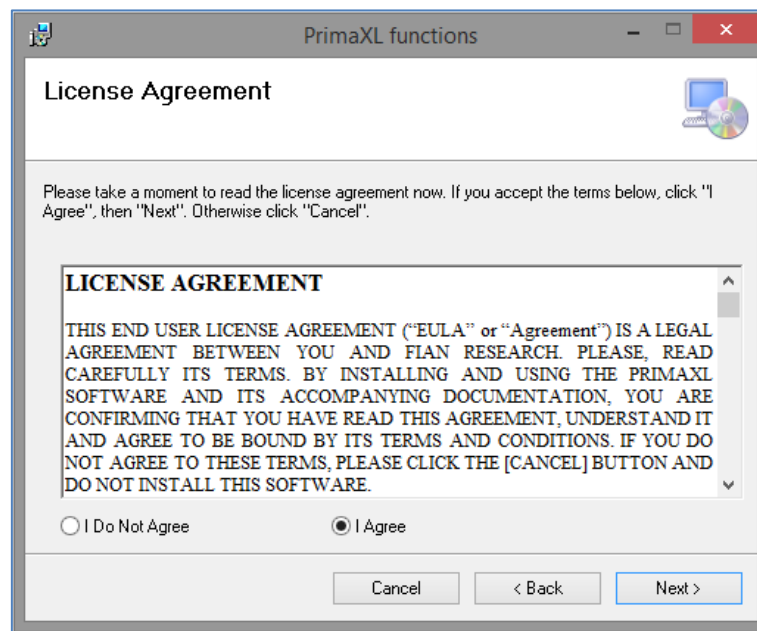 PrimaXL functions
License Agreement
Please take a moment to read the license agreement now. If you accept the terms below, click "I
Agree", then "Next". Otherwise click "Cancel".
LICENSE AGREEMENT
THIS END USER LICENSE AGREEMENT (“EULA” or “Agreement”) IS A LEGAL
AGREEMENT BETWEEN YOU AND FIAN RESEARCH. PLEASE, READ
CAREFULLY ITS TERMS. BY INSTALLING AND USING THE PRIMAXL
SOFTWARE AND ITS ACCOMPANYING DOCUMENTATION, YOU ARE
CONFIRMING THAT YOU HAVE READ THIS AGREEMENT, UNDERSTAND IT
AND AGREE TO BE BOUND BY ITS TERMS AND CONDITIONS. IF YOU DO
NOT AGREE TO THESE TERMS, PLEASE CLICK THE [CANCEL] BUTTON AND
DO NOT INSTALL THIS SOFTWARE.
I Do Not Agree
I Agree
Cancel
< Back
Next >